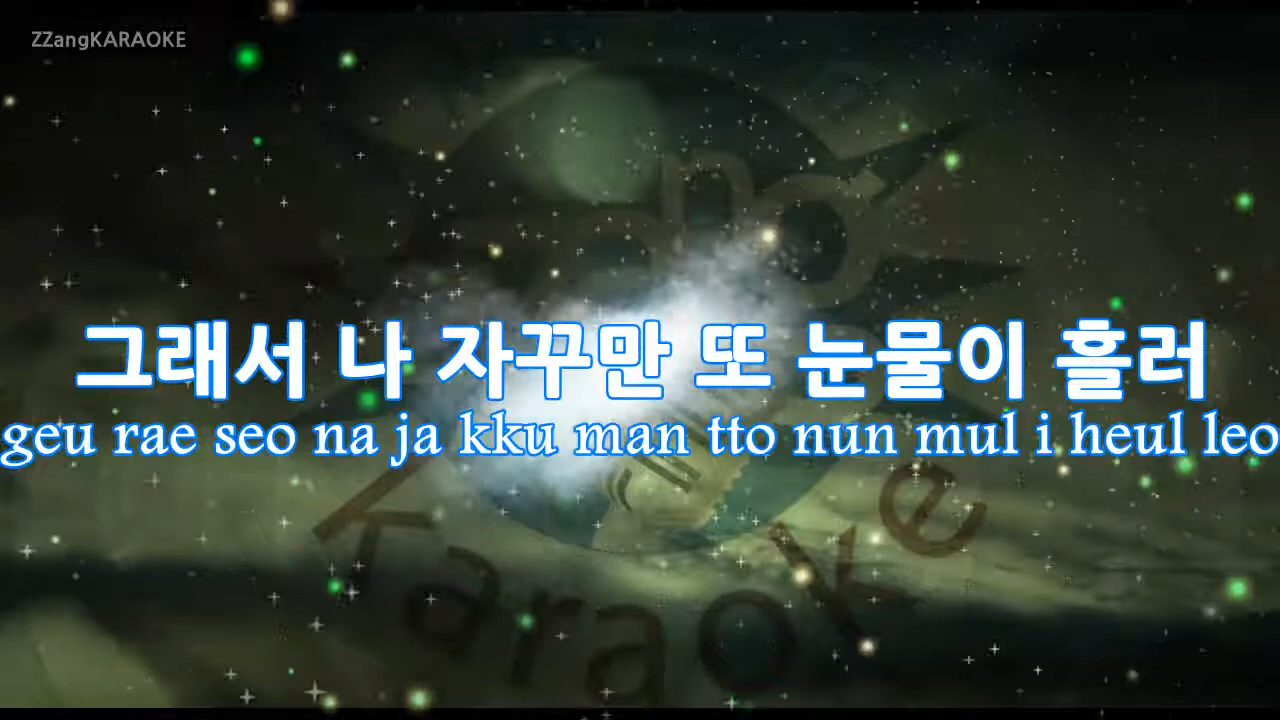 ZZangKARAOKE
그래서 나 자꾸만 또 눈물이 흘러
geu rae seo na ja kku man tto nun mul i heul leo
Karaoke